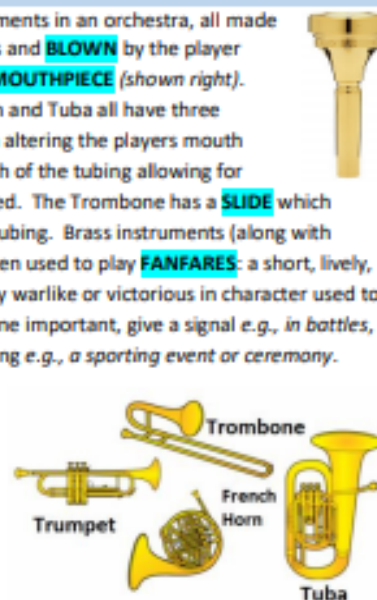 ments in an orchestra, all made
s and BLOWN by the player
MOUTHPIECE (shown right).
n and Tuba all have three
altering the players mouth
h of the tubing allowing for
ed. The Trombone has a SLIDE which
ubing. Brass instruments (along with
en used to play FANFARES: a short, lively,
y warlike or victorious in character used to
ne important, give a signal e.g., in battles,
ng e.g., a sporting event or ceremony.
Trombone
Trumpet
French
Horn
Tuba